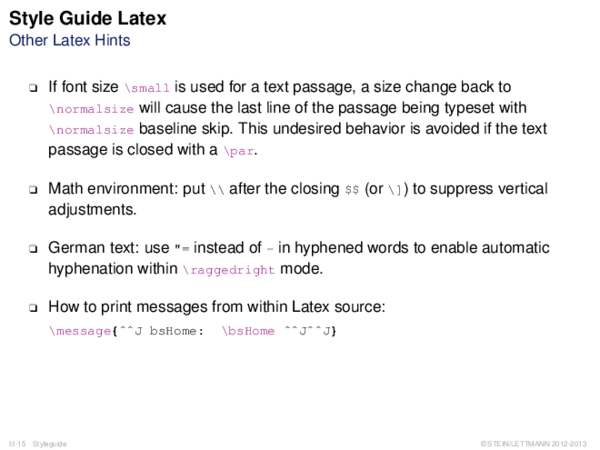 Style Guide Latex
Other Latex Hints
❑ If font size \small is used for a text passage, a size change back to
\normalsize will cause the last line of the passage being typeset with
\normalsize baseline skip. This undesired behavior is avoided if the text
passage is closed with a \par.
❑ Math environment: put \\ after the closing $$ (or \]) to suppress vertical
adjustments.
❑ German text: use "= instead of - in hyphened words to enable automatic
hyphenation within \raggedright mode.
❑ How to print messages from within Latex source:
\message{^^J bsHome: \bsHome ^^J^^J}
III-15 Styleguide
© STEIN/LETTMANN 2012-2013